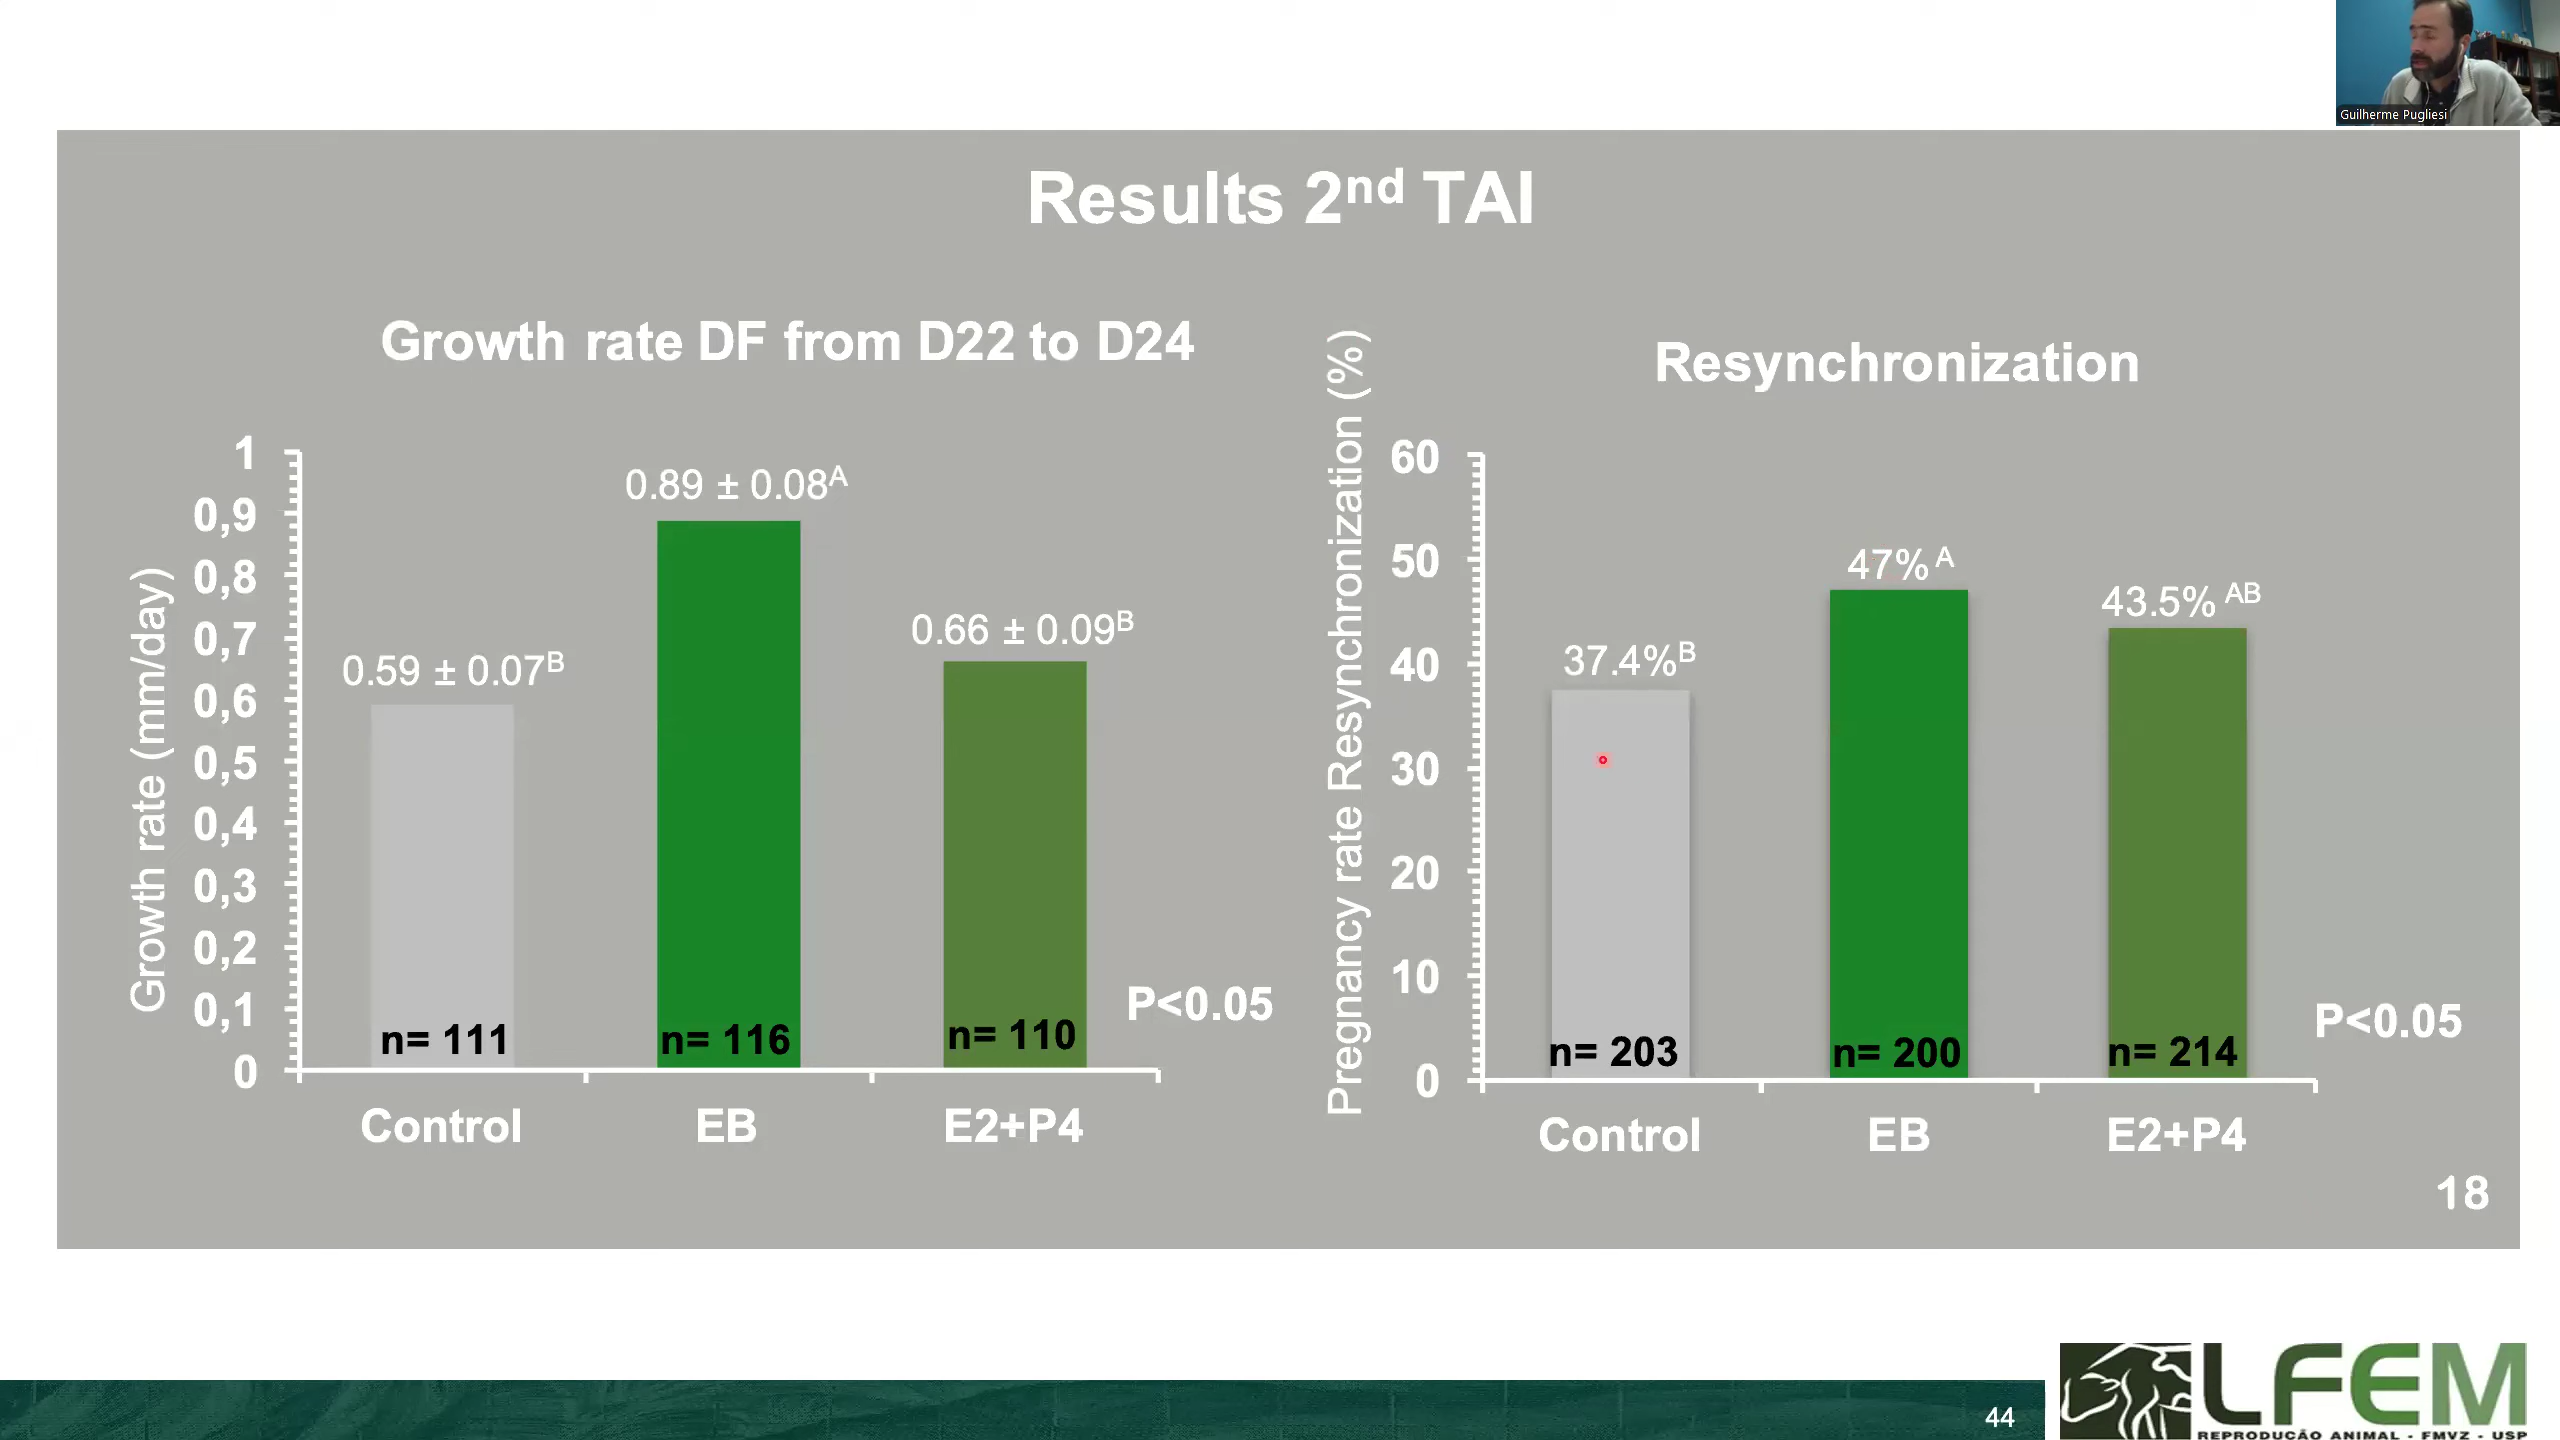 Guilherme Pugliesi
Results 2nd TAI
Growth rate DF from D22 to D24
Growth rate (mm/day)
1
0,9
0,8
0,7
0,6
0,5
0,4
0,3
0,2
0,1
0
0.59 ± 0.07B
0.89 ± 0.08A
0.66 ± 0.09B
n= 111
n= 116
n= 110
P<0.05
Control
EB
E2+P4
Resynchronization
Pregnancy rate Resynchronization (%)
60
50
40
30
20
10
0
37.4%B
47% A
43.5% AB
n= 203
n= 200
n= 214
P<0.05
Control
EB
E2+P4
18
44
LFEM
REPRODUÇÃO ANIMAL - FMVZ - USP